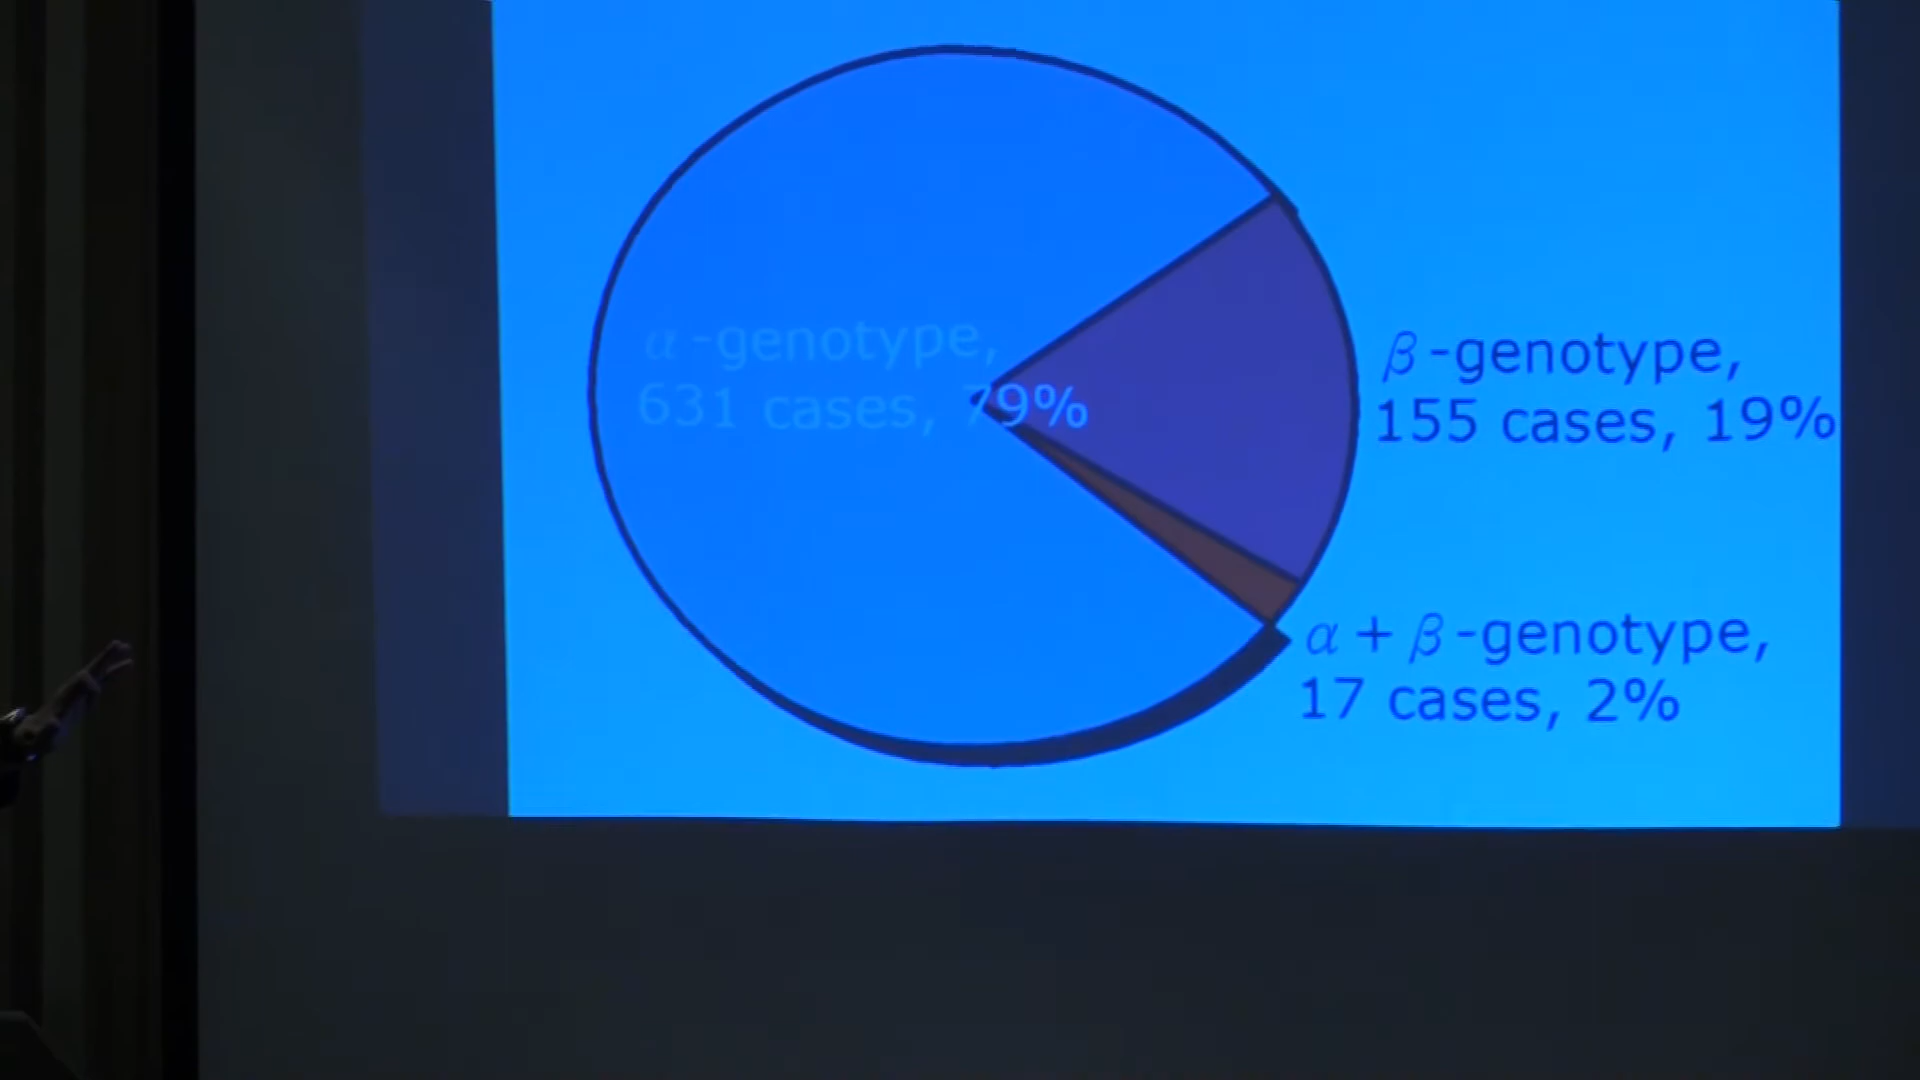 α-genotype,
631 cases, 79%
β-genotype,
155 cases, 19%
α + β-genotype,
17 cases, 2%